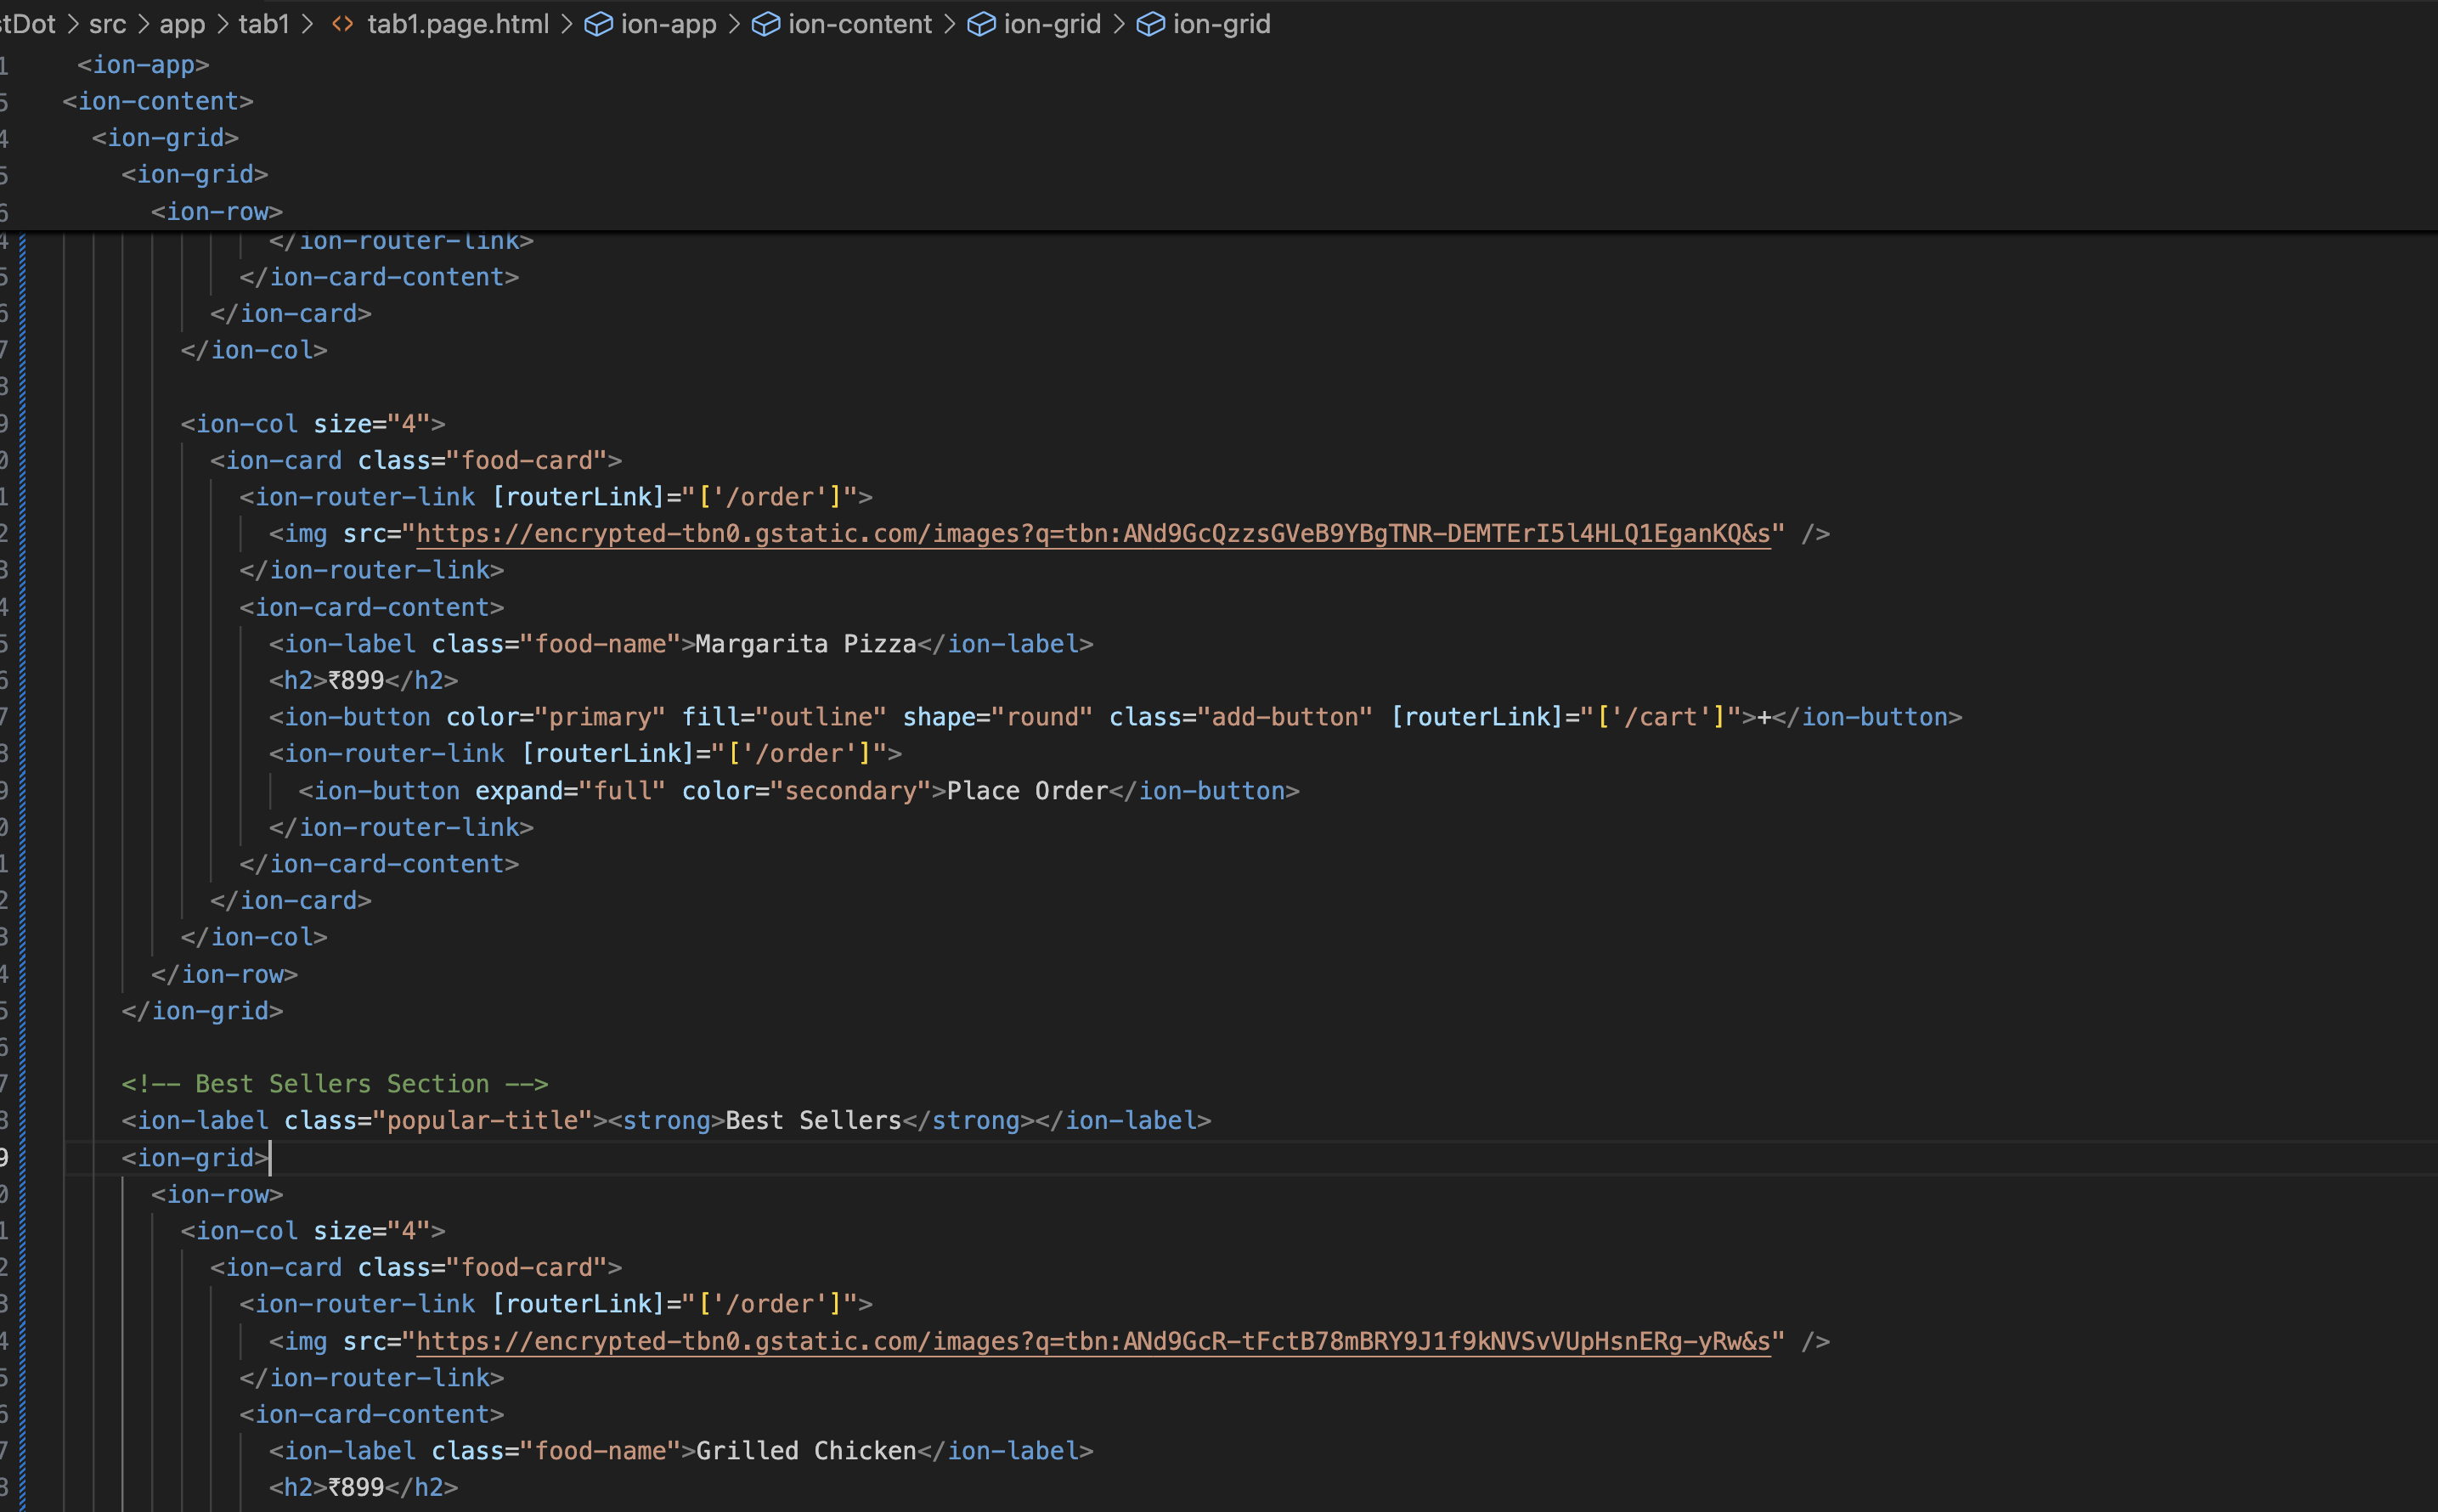 stDot > src > app > tab1 > <> tab1.page.html > ion-app > ion-content > ion-grid > ion-grid
1 <ion-app>
5 <ion-content>
4 <ion-grid>
5 <ion-grid>
6 <ion-row>
4 </ion-router-link>
5 </ion-card-content>
6 </ion-card>
7 </ion-col>
8
9 <ion-col size="4">
0 <ion-card class="food-card">
1 <ion-router-link [routerLink]="['/order']">
2 <img src="https://encrypted-tbn0.gstatic.com/images?q=tbn:ANd9GcQzzsGVeB9YBgTNR-DEMTErI5l4HLQ1EganKQ&s" />
3 </ion-router-link>
4 <ion-card-content>
5 <ion-label class="food-name">Margarita Pizza</ion-label>
6 <h2>₹899</h2>
7 <ion-button color="primary" fill="outline" shape="round" class="add-button" [routerLink]="['/cart']">+</ion-button>
8 <ion-router-link [routerLink]="['/order']">
9 <ion-button expand="full" color="secondary">Place Order</ion-button>
0 </ion-router-link>
1 </ion-card-content>
2 </ion-card>
3 </ion-col>
4 </ion-row>
5 </ion-grid>
6
7 <!-- Best Sellers Section -->
8 <ion-label class="popular-title"><strong>Best Sellers</strong></ion-label>
9 <ion-grid>
0 <ion-row>
1 <ion-col size="4">
2 <ion-card class="food-card">
3 <ion-router-link [routerLink]="['/order']">
4 <img src="https://encrypted-tbn0.gstatic.com/images?q=tbn:ANd9GcR-tFctB78mBRY9J1f9kNVSvVUpHsnERg-yRw&s" />
5 </ion-router-link>
6 <ion-card-content>
7 <ion-label class="food-name">Grilled Chicken</ion-label>
8 <h2>₹899</h2>